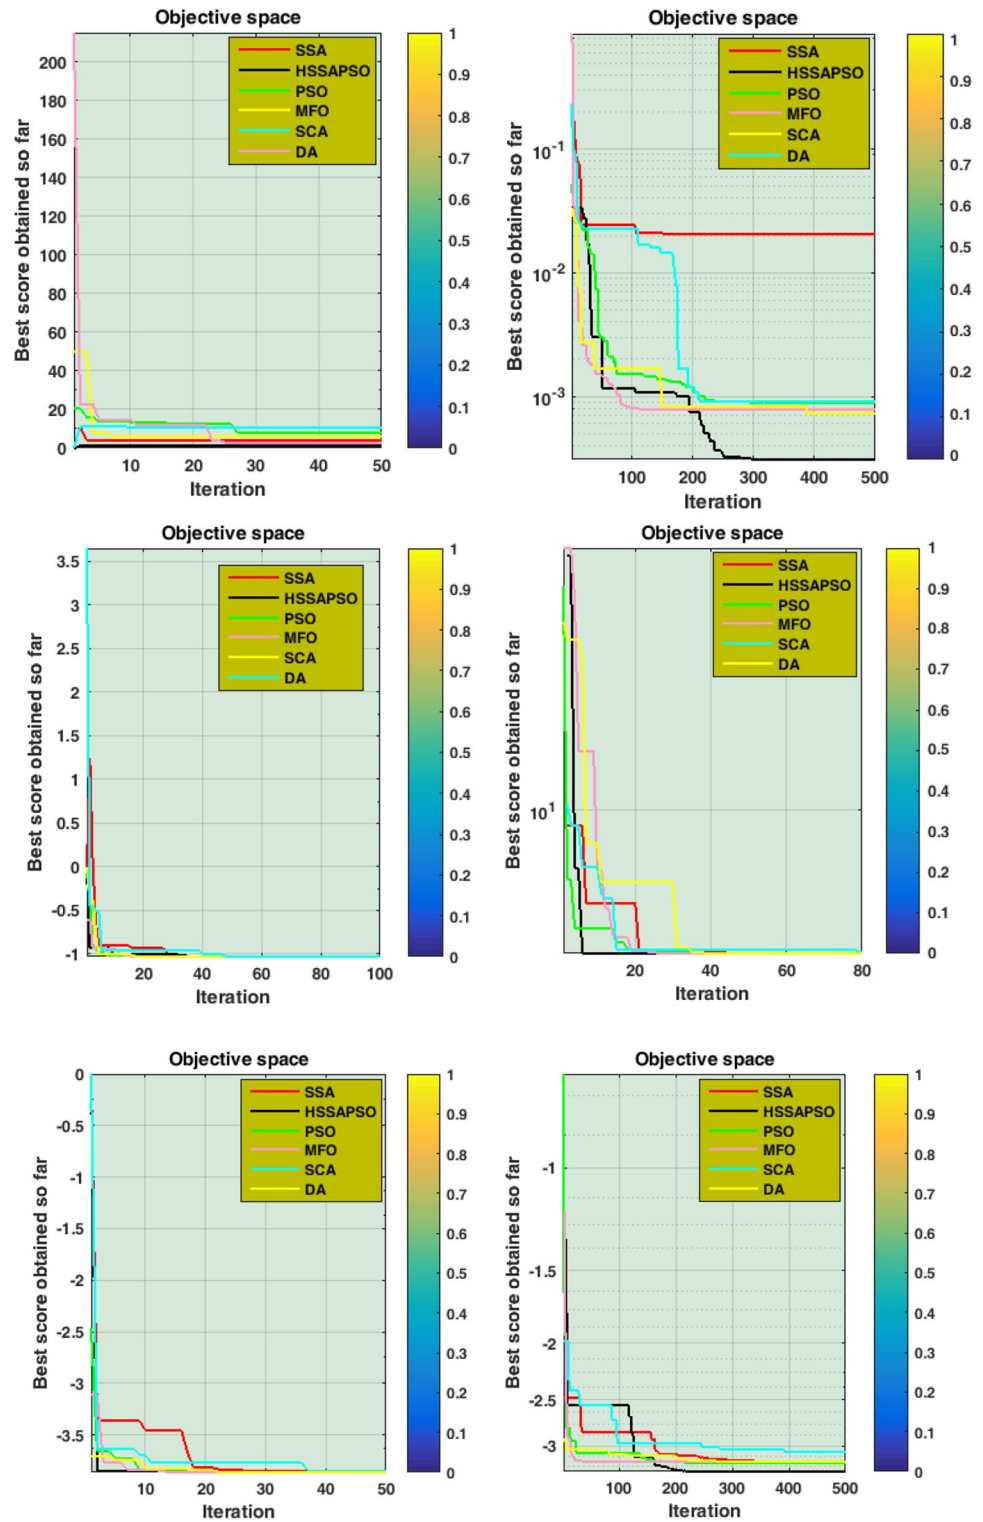 Objective space
Best score obtained so far
200
180
160
140
120
100
80
60
40
20
0
SSA
HSSAPSO
PSO
MFO
SCA
DA
10
20
30
40
50
Iteration
1
0.9
0.8
0.7
0.6
0.5
0.4
0.3
0.2
0.1
0
Objective space
Best score obtained so far
10-1
10-2
10-3
SSA
HSSAPSO
PSO
MFO
SCA
DA
100
200
300
400
500
Iteration
1
0.9
0.8
0.7
0.6
0.5
0.4
0.3
0.2
0.1
0
Objective space
Best score obtained so far
3.5
3
2.5
2
1.5
1
0.5
0
-0.5
-1
SSA
HSSAPSO
PSO
MFO
SCA
DA
20
40
60
80
100
Iteration
1
0.9
0.8
0.7
0.6
0.5
0.4
0.3
0.2
0.1
0
Objective space
Best score obtained so far
101
SSA
HSSAPSO
PSO
MFO
SCA
DA
20
40
60
80
Iteration
1
0.9
0.8
0.7
0.6
0.5
0.4
0.3
0.2
0.1
0
Objective space
Best score obtained so far
0
-0.5
-1
-1.5
-2
-2.5
-3
-3.5
SSA
HSSAPSO
PSO
MFO
SCA
DA
10
20
30
40
50
Iteration
1
0.9
0.8
0.7
0.6
0.5
0.4
0.3
0.2
0.1
0
Objective space
Best score obtained so far
-1
-1.5
-2
-2.5
-3
SSA
HSSAPSO
PSO
MFO
SCA
DA
100
200
300
400
500
Iteration
1
0.9
0.8
0.7
0.6
0.5
0.4
0.3
0.2
0.1
0